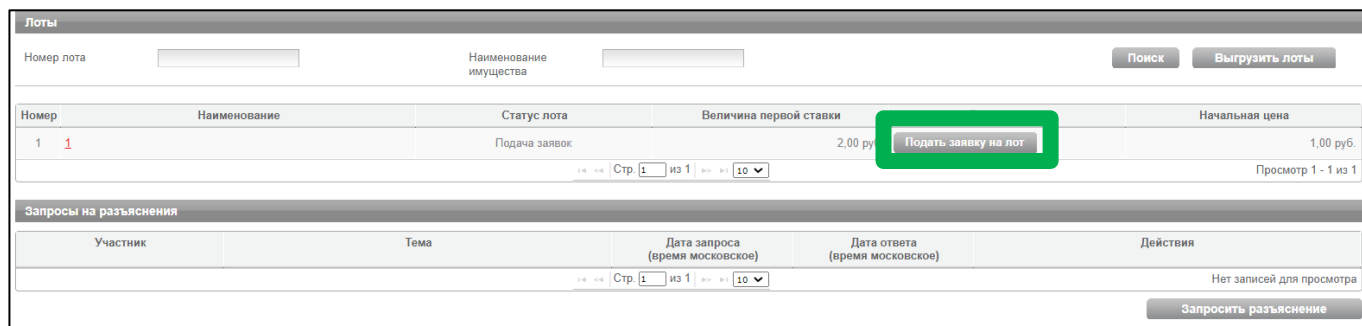 Лоты
Номер лота Наименование имущества Поиск Выгрузить лоты
Номер Наименование Статус лота Величина первой ставки Начальная цена
1 1 Подача заявок 2,00 руб Подать заявку на лот 1,00 руб.
Стр. 1 из 1 10 Просмотр 1 - 1 из 1
Запросы на разъяснения
Участник Тема Дата запроса (время московское) Дата ответа (время московское) Действия
Стр. 1 из 1 10 Нет записей для просмотра
Запросить разъяснение